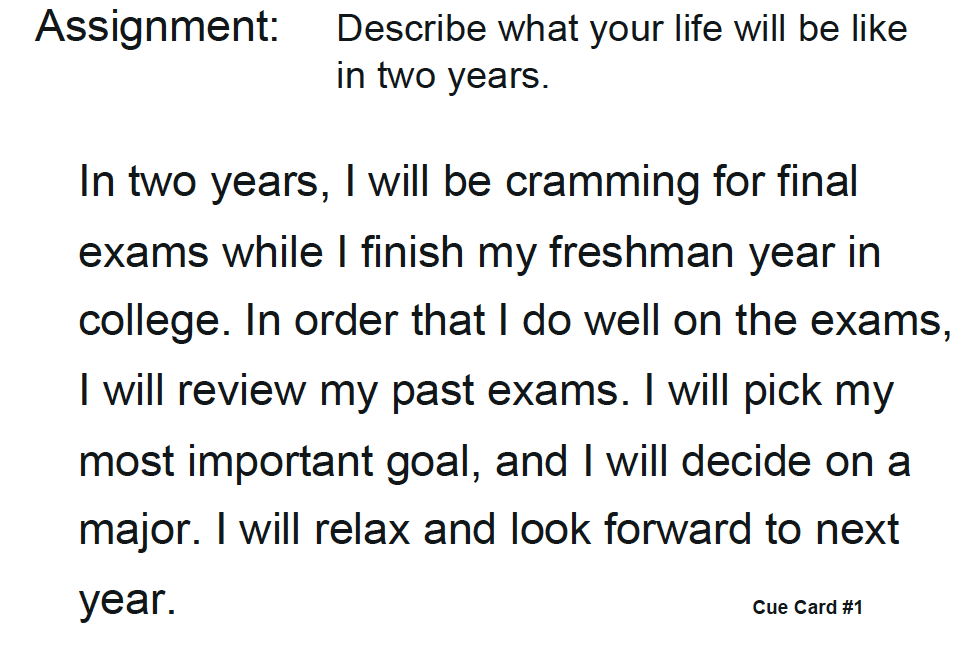 Assignment: Describe what your life will be like
in two years.
In two years, I will be cramming for final
exams while I finish my freshman year in
college. In order that I do well on the exams,
I will review my past exams. I will pick my
most important goal, and I will decide on a
major. I will relax and look forward to next
year.
Cue Card #1